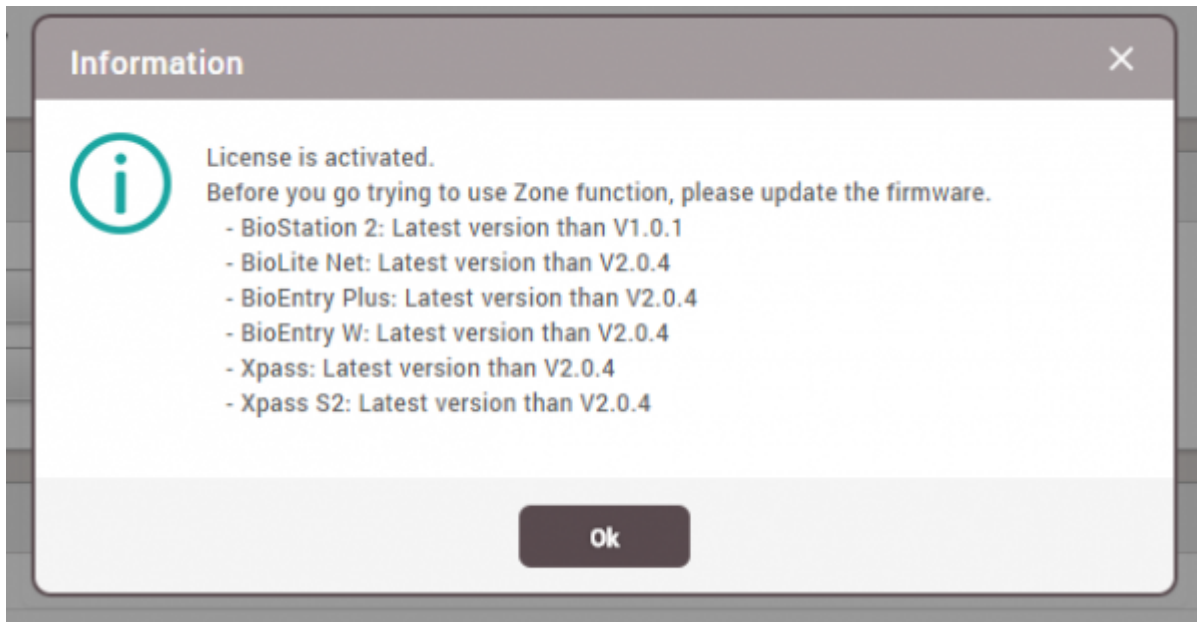 Information
License is activated.
Before you go trying to use Zone function, please update the firmware.
- BioStation 2: Latest version than V1.0.1
- BioLite Net: Latest version than V2.0.4
- BioEntry Plus: Latest version than V2.0.4
- BioEntry W: Latest version than V2.0.4
- Xpass: Latest version than V2.0.4
- Xpass S2: Latest version than V2.0.4
Ok